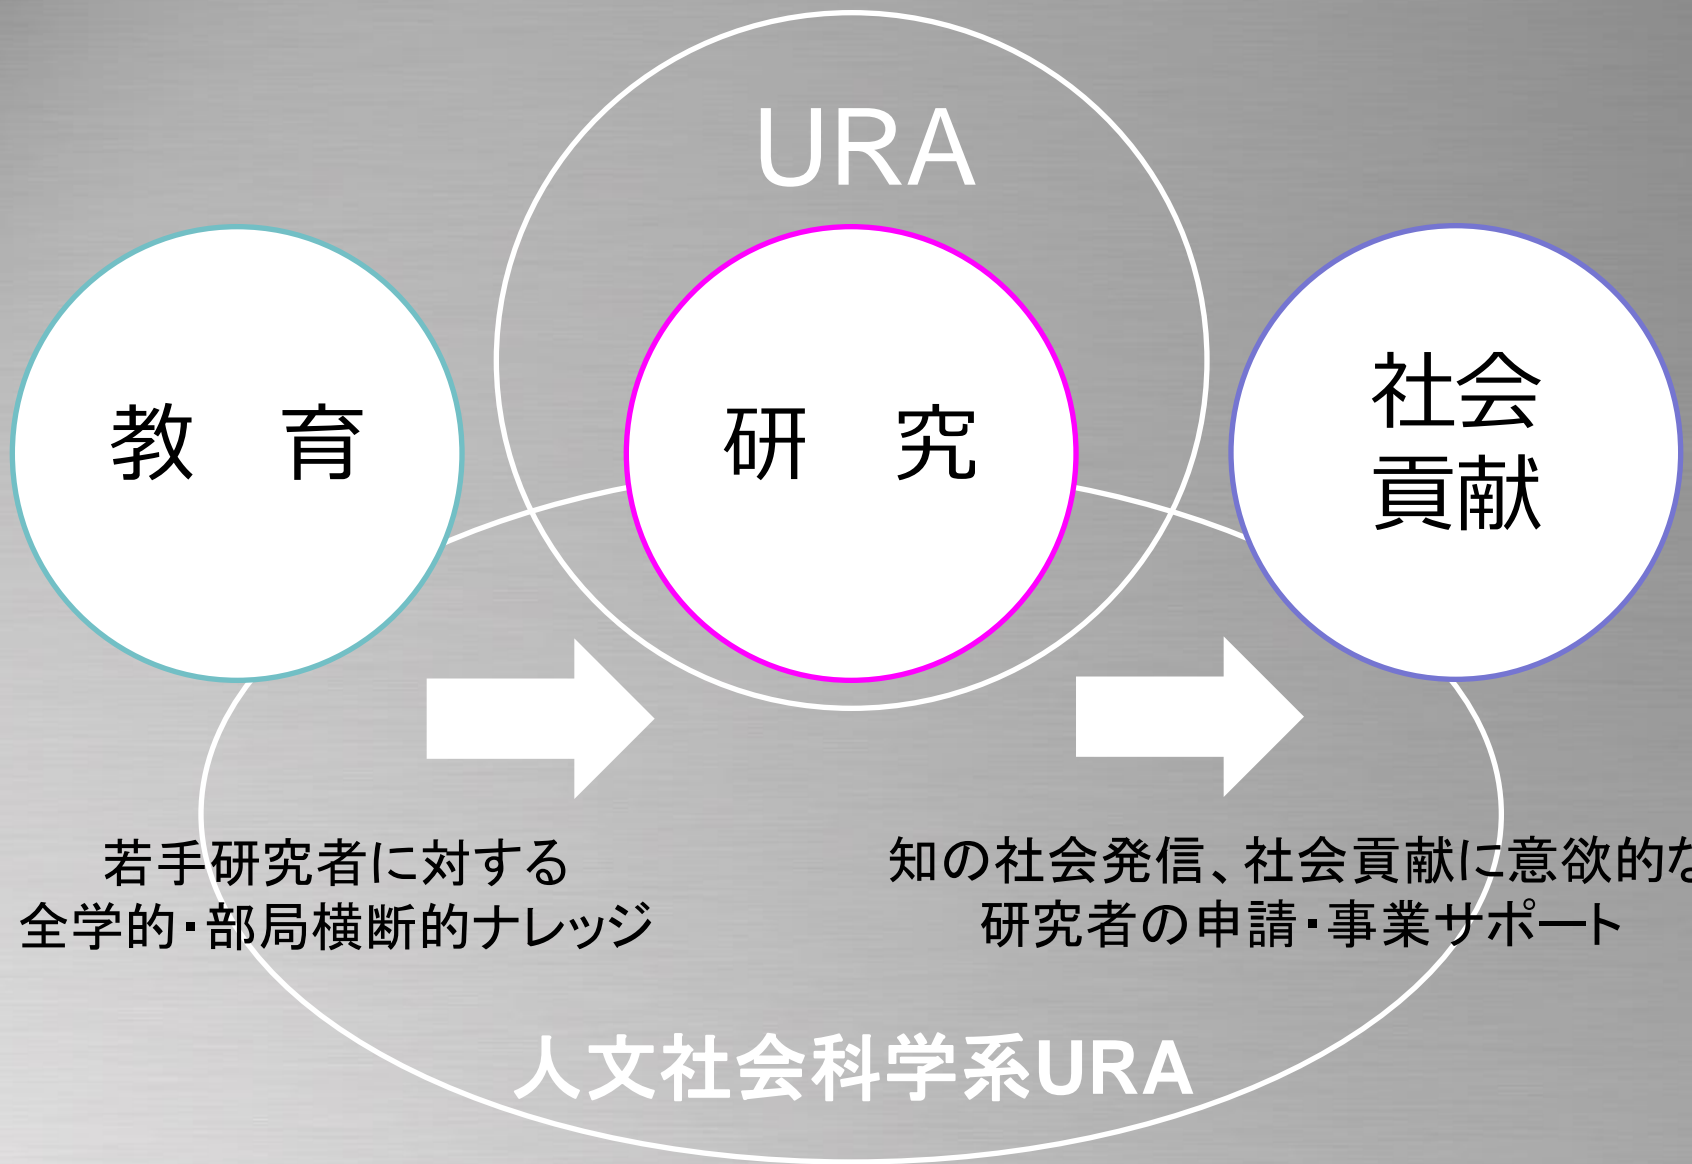 URA
教　育
研　究
社会
貢献
若手研究者に対する
全学的・部局横断的ナレッジ
知の社会発信、社会貢献に意欲的な
研究者の申請・事業サポート
人文社会科学系URA